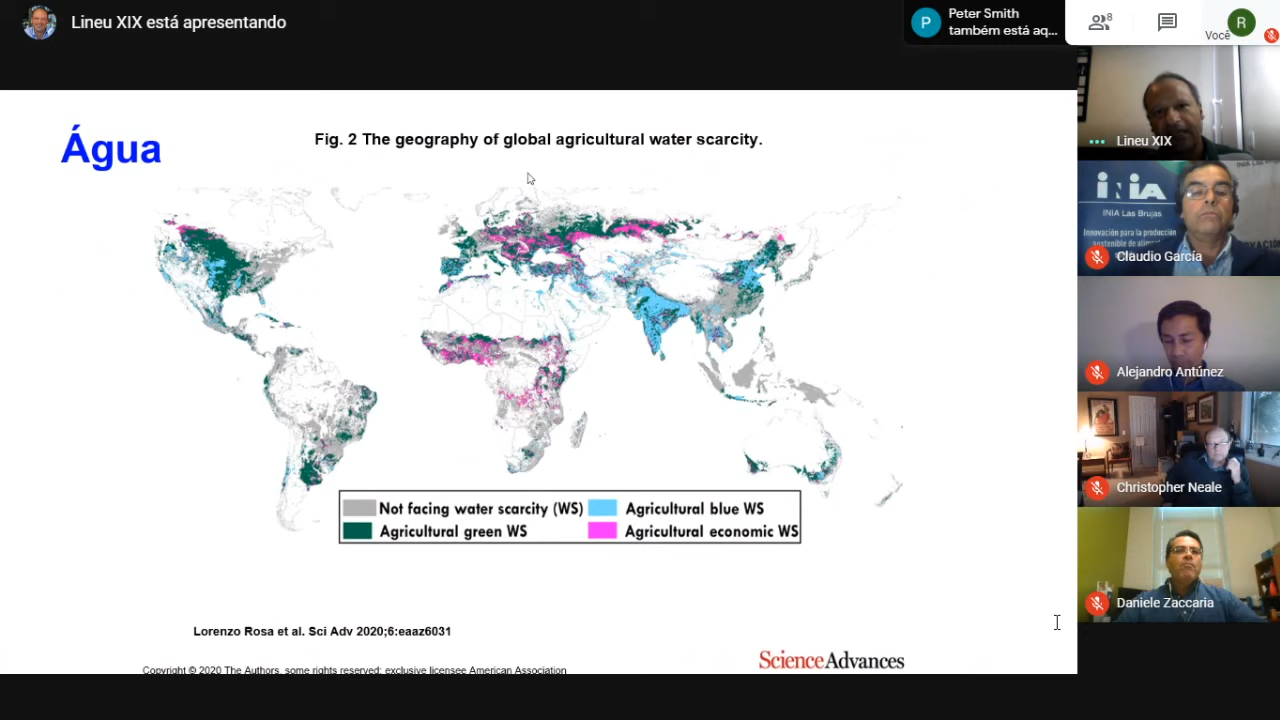 Lineu XIX está apresentando
Peter Smith
também está aq...
P
8
Você
R
Água
Fig. 2 The geography of global agricultural water scarcity.
Not facing water scarcity (WS)
Agricultural blue WS
Agricultural green WS
Agricultural economic WS
Lorenzo Rosa et al. Sci Adv 2020;6:eaaz6031
Copyright © 2020 The Authors, some rights reserved; exclusive licensee American Association
ScienceAdvances
Lineu XIX
INIA
INIA Las Brujas
Innovación para la producción
sostenible de
Claudio García
Alejandro Antúnez
Christopher Neale
Daniele Zaccaria